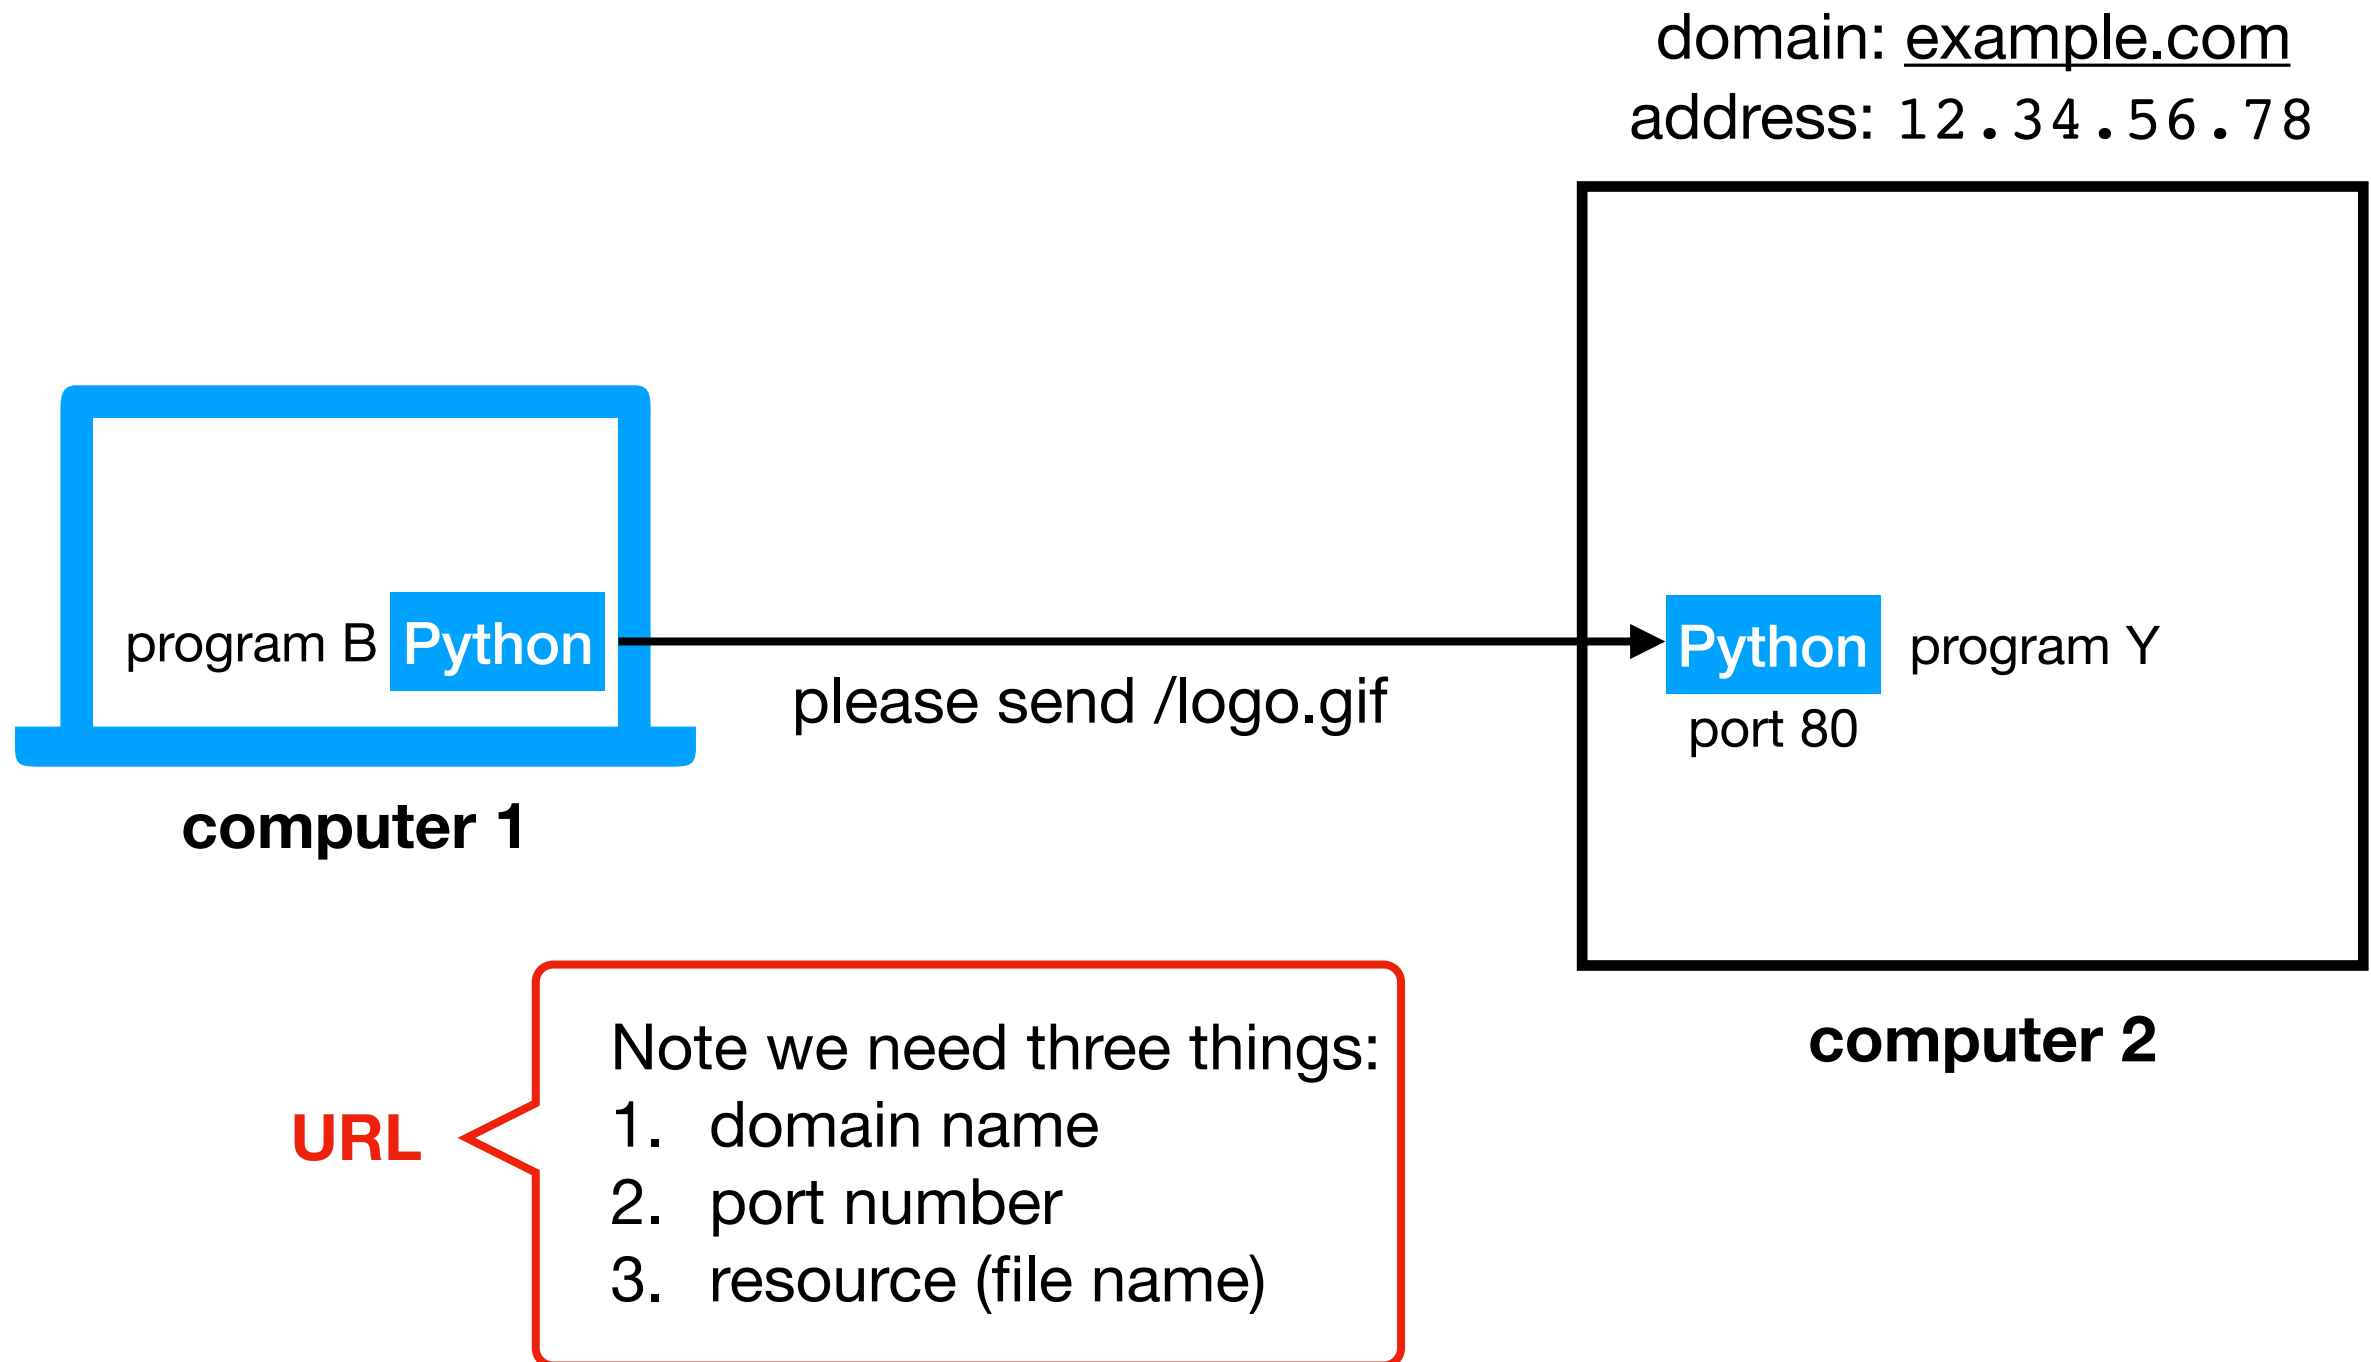 domain: example.com
address: 12.34.56.78
program B Python
please send /logo.gif
Python program Y
port 80
computer 1
computer 2
URL
Note we need three things:
1. domain name
2. port number
3. resource (file name)